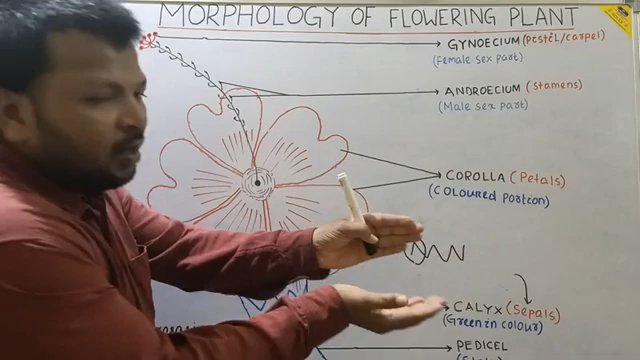 MORPHOLOGY OF FLOWERING PLANT
GYNOECIUM (Pistil/Carpel)
(Female sex part)
ANDROECIUM (Stamens)
(Male sex part)
COROLLA (Petals)
(COloured PORtion)
CALYX (Sepals)
(Green in colour)
PEDICEL